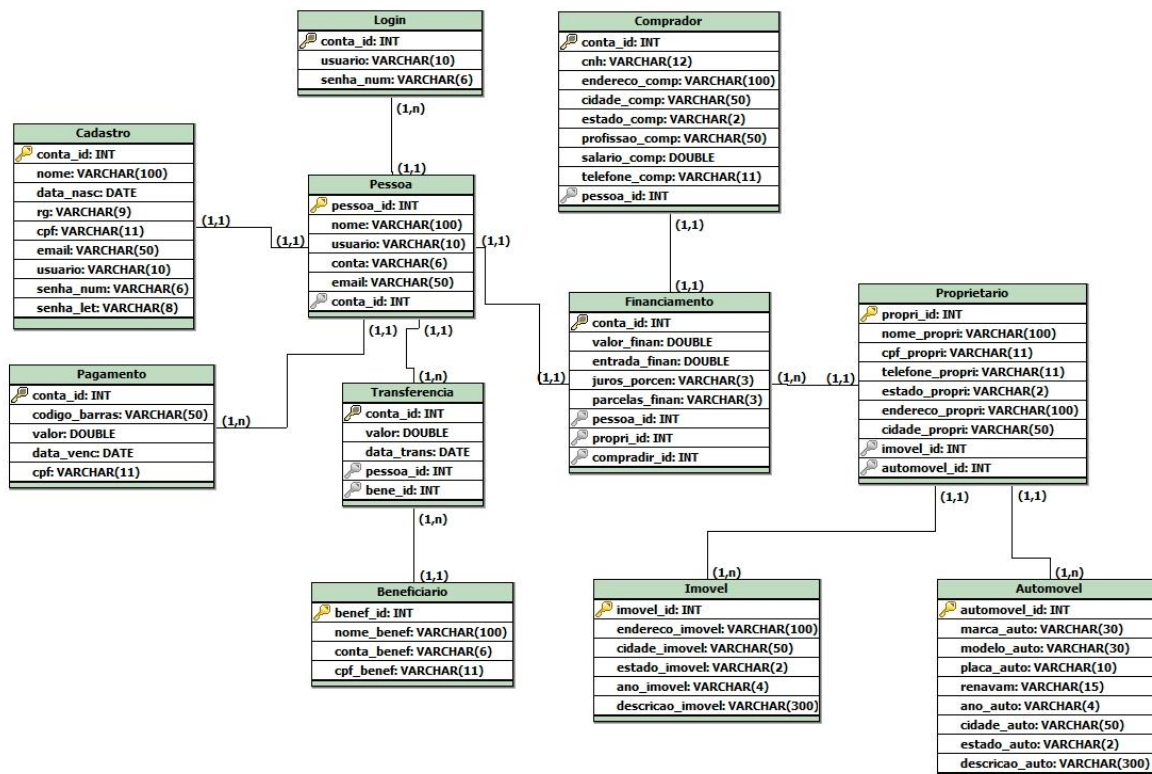 Login
conta_id: INT
usuario: VARCHAR(10)
senha_num: VARCHAR(6)
(1,n)
(1,1)
Comprador
conta_id: INT
cnh: VARCHAR(12)
endereco_comp: VARCHAR(100)
cidade_comp: VARCHAR(50)
estado_comp: VARCHAR(2)
profissao_comp: VARCHAR(50)
salario_comp: DOUBLE
telefone_comp: VARCHAR(11)
pessoa_id: INT
(1,1)
(1,1)
Cadastro
conta_id: INT
nome: VARCHAR(100)
data_nasc: DATE
rg: VARCHAR(9)
cpf: VARCHAR(11)
email: VARCHAR(50)
usuario: VARCHAR(10)
senha_num: VARCHAR(6)
senha_let: VARCHAR(8)
(1,1)
(1,1)
Pessoa
pessoa_id: INT
nome: VARCHAR(100)
usuario: VARCHAR(10)
conta: VARCHAR(6)
email: VARCHAR(50)
conta_id: INT
(1,1)
(1,1)
(1,1)
Financiamento
conta_id: INT
valor_finan: DOUBLE
entrada_finan: DOUBLE
juros_porcen: VARCHAR(3)
parcelas_finan: VARCHAR(3)
pessoa_id: INT
propri_id: INT
compradir_id: INT
(1,1)
(1,n)
(1,1)
Proprietario
propri_id: INT
nome_propri: VARCHAR(100)
cpf_propri: VARCHAR(11)
telefone_propri: VARCHAR(11)
estado_propri: VARCHAR(2)
endereco_propri: VARCHAR(100)
cidade_propri: VARCHAR(50)
imovel_id: INT
automovel_id: INT
(1,1)
(1,1)
Pagamento
conta_id: INT
codigo_barras: VARCHAR(50)
valor: DOUBLE
data_venc: DATE
cpf: VARCHAR(11)
(1,n)
(1,n)
Transferencia
conta_id: INT
valor: DOUBLE
data_trans: DATE
pessoa_id: INT
bene_id: INT
(1,n)
(1,1)
Beneficiario
benef_id: INT
nome_benef: VARCHAR(100)
conta_benef: VARCHAR(6)
cpf_benef: VARCHAR(11)
(1,n)
Imovel
imovel_id: INT
endereco_imovel: VARCHAR(100)
cidade_imovel: VARCHAR(50)
estado_imovel: VARCHAR(2)
ano_imovel: VARCHAR(4)
descricao_imovel: VARCHAR(300)
(1,n)
Automovel
automovel_id: INT
marca_auto: VARCHAR(30)
modelo_auto: VARCHAR(30)
placa_auto: VARCHAR(10)
renavam: VARCHAR(15)
ano_auto: VARCHAR(4)
cidade_auto: VARCHAR(50)
estado_auto: VARCHAR(2)
descricao_auto: VARCHAR(300)